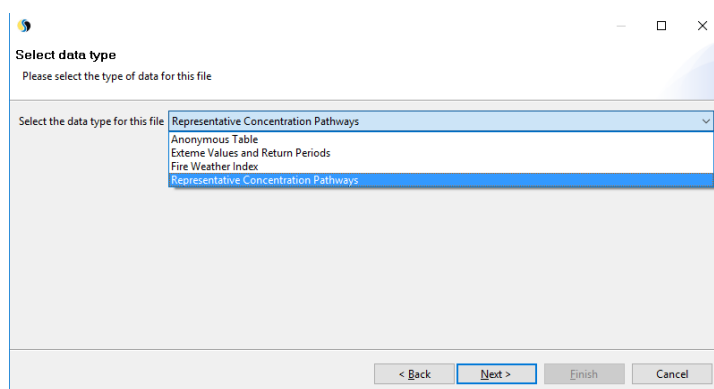 Select data type
Please select the type of data for this file
Select the data type for this file Representative Concentration Pathways
Anonymous Table
Exteme Values and Return Periods
Fire Weather Index
Representative Concentration Pathways
< Back Next > Finish Cancel